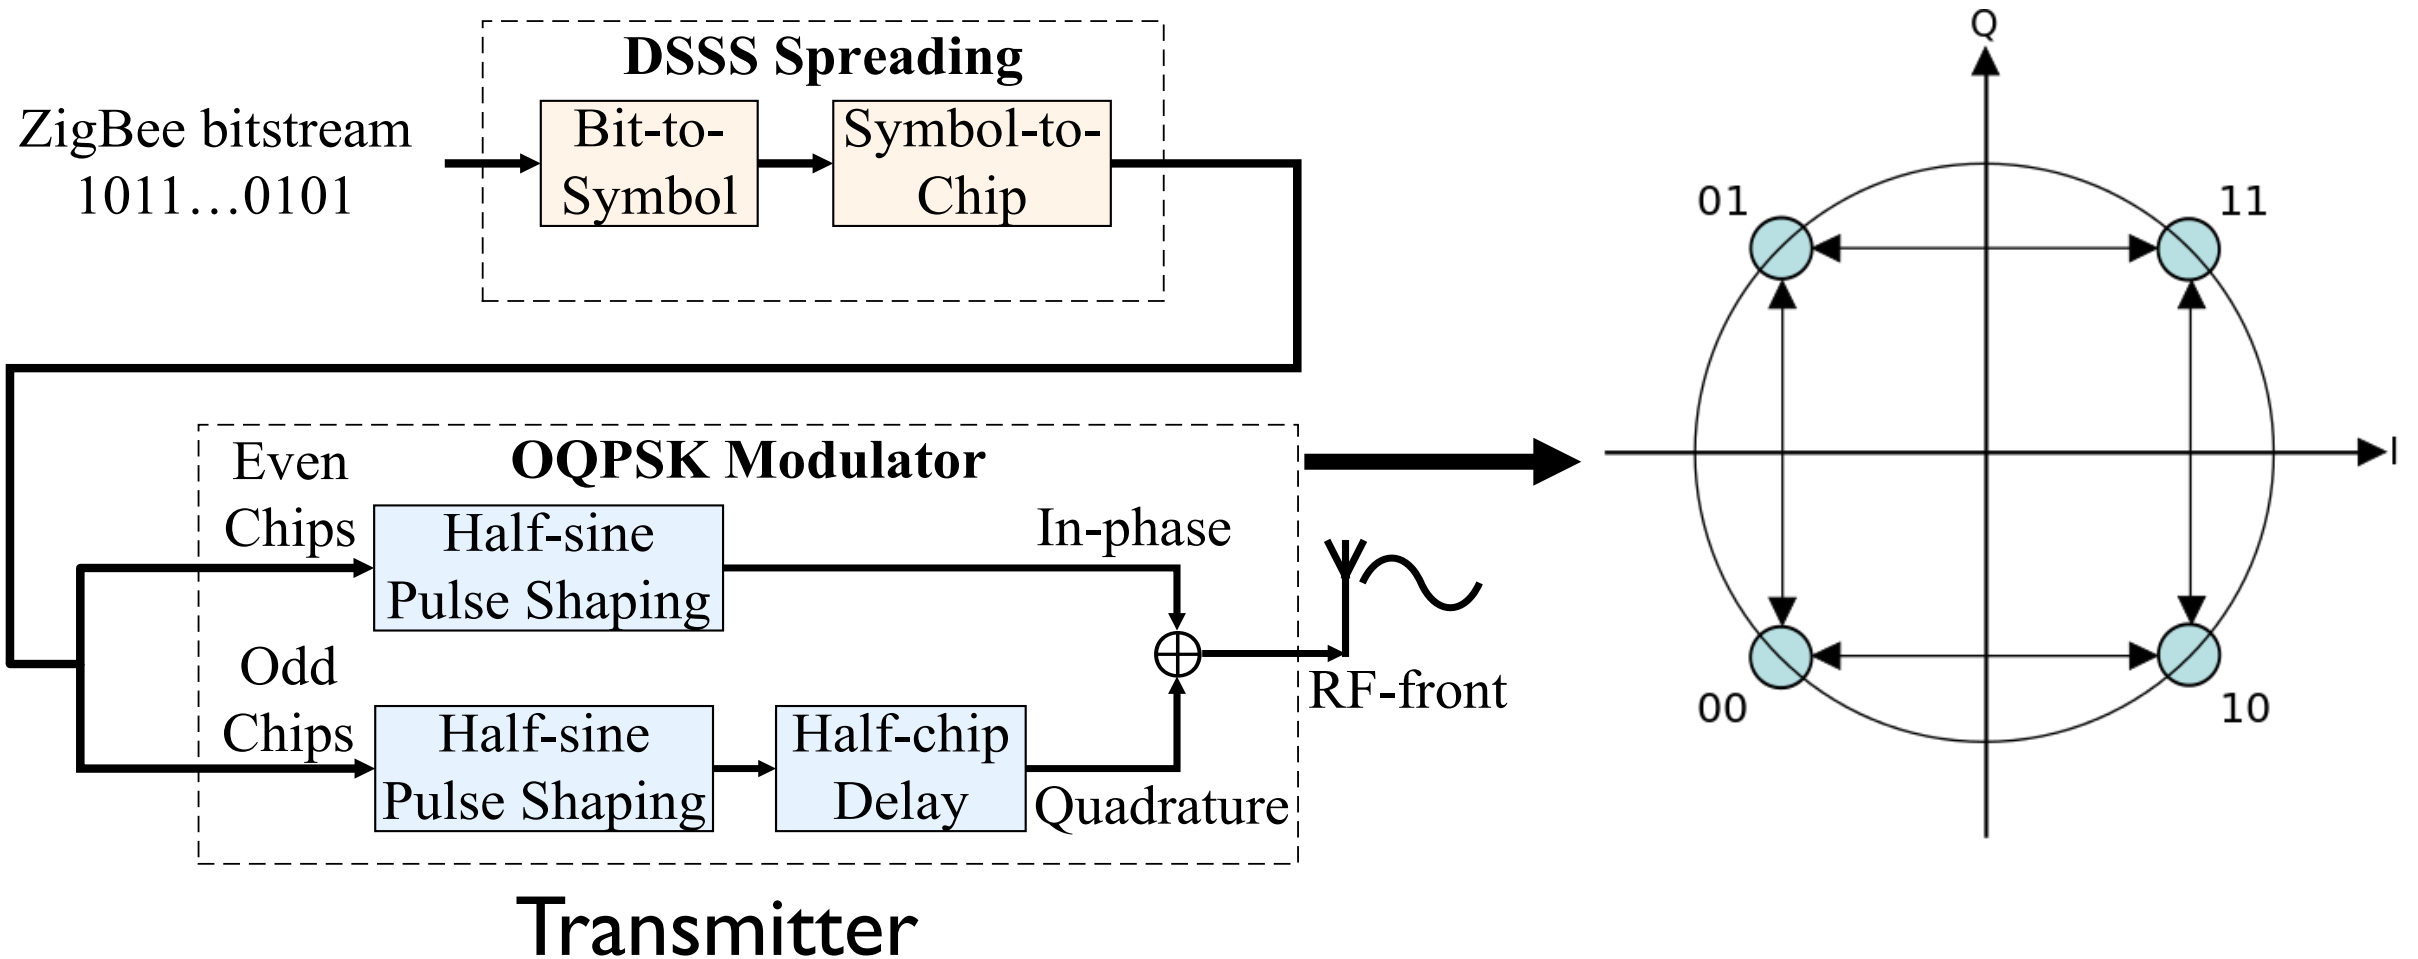 DSSS Spreading
ZigBee bitstream
1011…0101
Bit-to-
Symbol
Symbol-to-
Chip
OQPSK Modulator
Even
Chips
Half-sine
Pulse Shaping
In-phase
Odd
Chips
Half-sine
Pulse Shaping
Half-chip
Delay
Quadrature
RF-front
Transmitter
Q
01
11
I
00
10